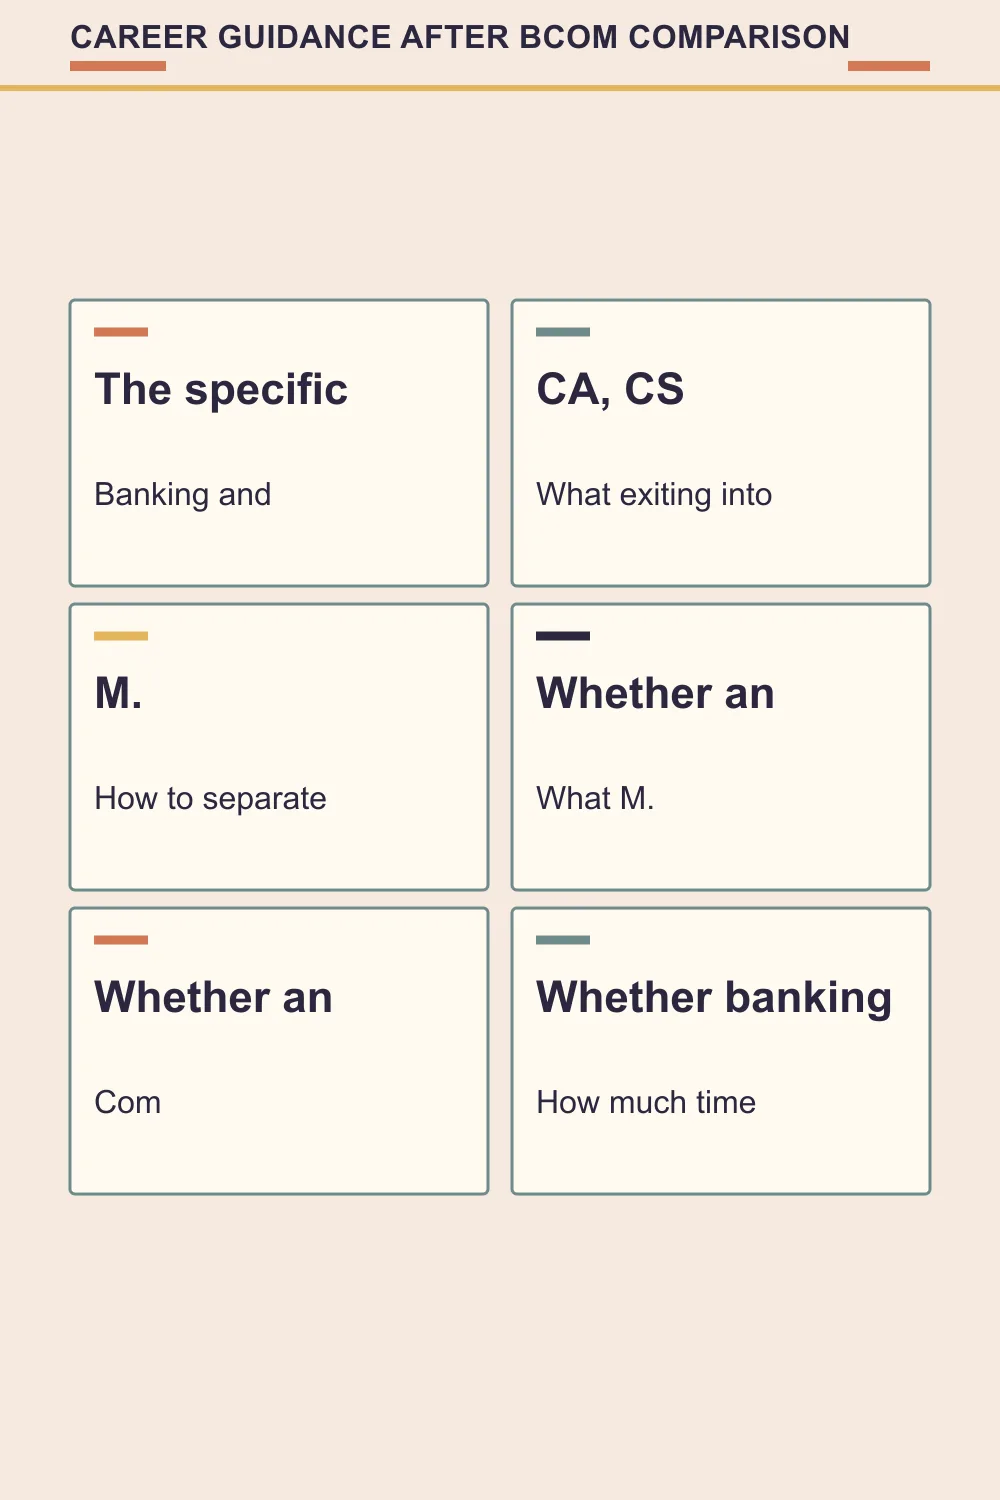 CAREER GUIDANCE AFTER BCOM COMPARISON
The specific
Banking and
CA, CS
What exiting into
M.
How to separate
Whether an
What M.
Whether an
Com
Whether banking
How much time